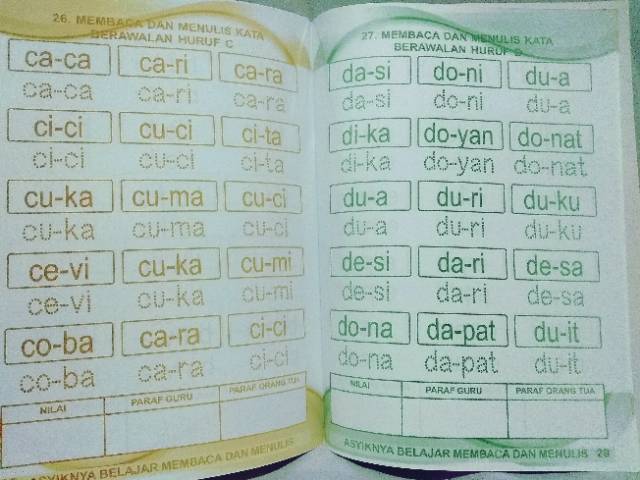 26. MEMBACA DAN MENULIS KATA
BERAWALAN HURUF C
ca-ca ca-ri ca-ra
ca-ca ca-ri ca-ra
ci-ci cu-ci ci-ta
ci-ci cu-ci ci-ta
cu-ka cu-ma cu-ci
cu-ka cu-ma cu-ci
ce-vi cu-ka cu-mi
ce-vi cu-ka cu-mi
co-ba ca-ra ci-ci
co-ba ca-ra ci-ci
NILAI PARAF GURU PARAF ORANG TUA
ASYIKNYA BELAJAR MEMBACA DAN MENULIS
27. MEMBACA DAN MENULIS KATA
BERAWALAN HURUF D
da-si do-ni du-a
da-si do-ni du-a
di-ka do-yan do-nat
di-ka do-yan do-nat
du-a du-ri du-ku
du-a du-ri du-ku
de-si da-ri de-sa
de-si da-ri de-sa
do-na da-pat du-it
do-na da-pat du-it
NILAI PARAF GURU PARAF ORANG TUA
ASYIKNYA BELAJAR MEMBACA DAN MENULIS 29